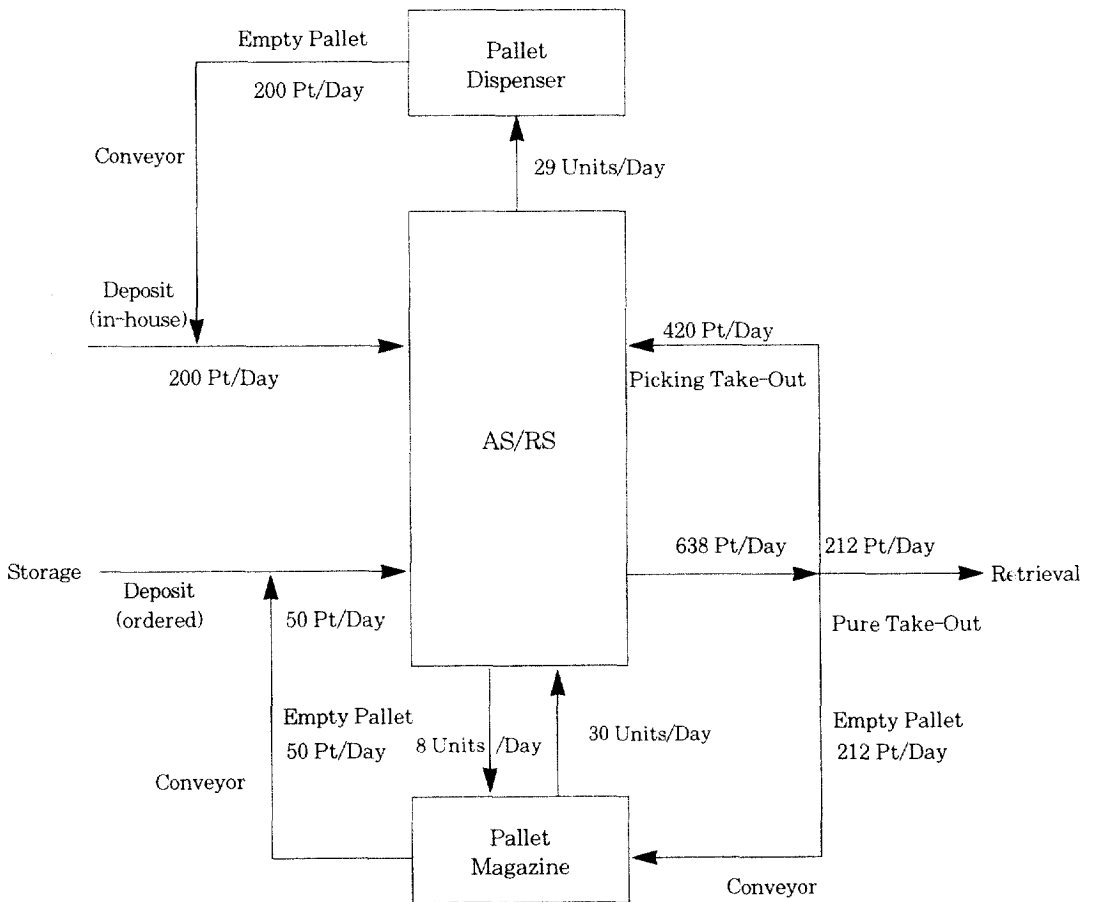 Empty Pallet
200 Pt/Day
Pallet
Dispenser
Conveyor
29 Units/Day
Deposit
(in-house)
200 Pt/Day
420 Pt/Day
Picking Take-Out
AS/RS
638 Pt/Day
212 Pt/Day
Storage
Retrieval
Deposit
(ordered)
50 Pt/Day
Pure Take-Out
Empty Pallet
50 Pt/Day
8 Units /Day
30 Units/Day
Empty Pallet
212 Pt/Day
Conveyor
Pallet
Magazine
Conveyor